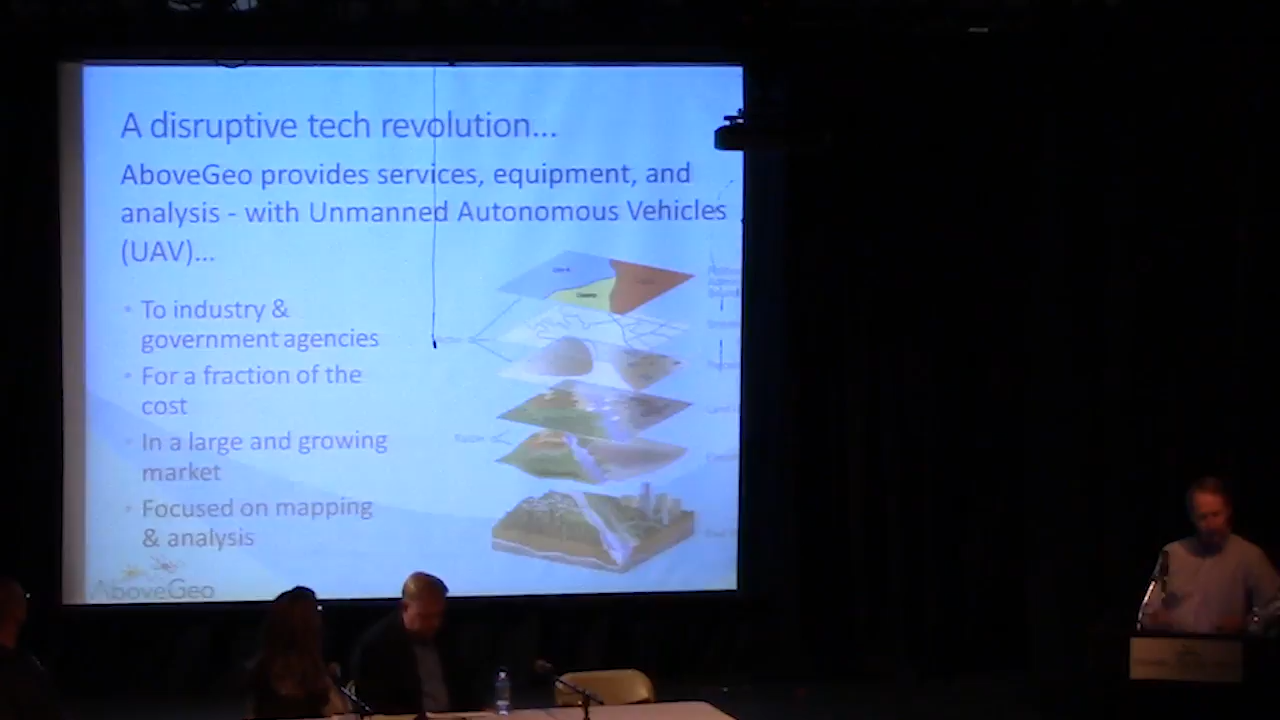 A disruptive tech revolution...
AboveGeo provides services, equipment, and
analysis - with Unmanned Autonomous Vehicles
(UAV)...
• To industry &
government agencies
• For a fraction of the
cost
• In a large and growing
market
• Focused on mapping
& analysis
AboveGeo